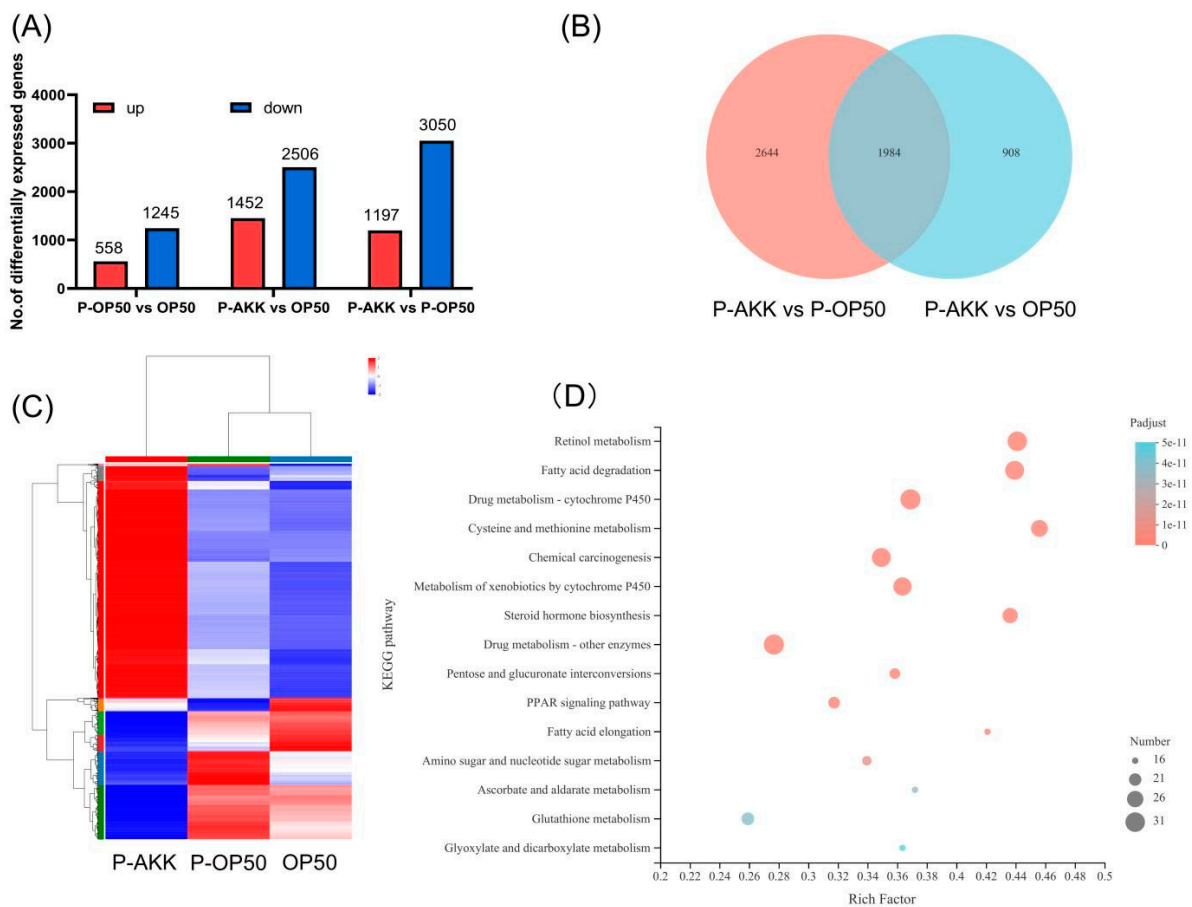 (A)
No.of differentially expressed genes
4000
3000
2000
1000
0
up
down
558
1245
1452
2506
1197
3050
P-OP50 vs OP50
P-AKK vs OP50
P-AKK vs P-OP50
(B)
2644
1984
908
P-AKK vs P-OP50
P-AKK vs OP50
(C)
P-AKK
P-OP50
OP50
(D)
KEGG pathway
Retinol metabolism
Fatty acid degradation
Drug metabolism - cytochrome P450
Cysteine and methionine metabolism
Chemical carcinogenesis
Metabolism of xenobiotics by cytochrome P450
Steroid hormone biosynthesis
Drug metabolism - other enzymes
Pentose and glucuronate interconversions
PPAR signaling pathway
Fatty acid elongation
Amino sugar and nucleotide sugar metabolism
Ascorbate and aldarate metabolism
Glutathione metabolism
Glyoxylate and dicarboxylate metabolism
0.2 0.22 0.24 0.26 0.28 0.3 0.32 0.34 0.36 0.38 0.4 0.42 0.44 0.46 0.48 0.5
Rich Factor
Padjust
5e-11
4e-11
3e-11
2e-11
1e-11
0
Number
16
21
26
31